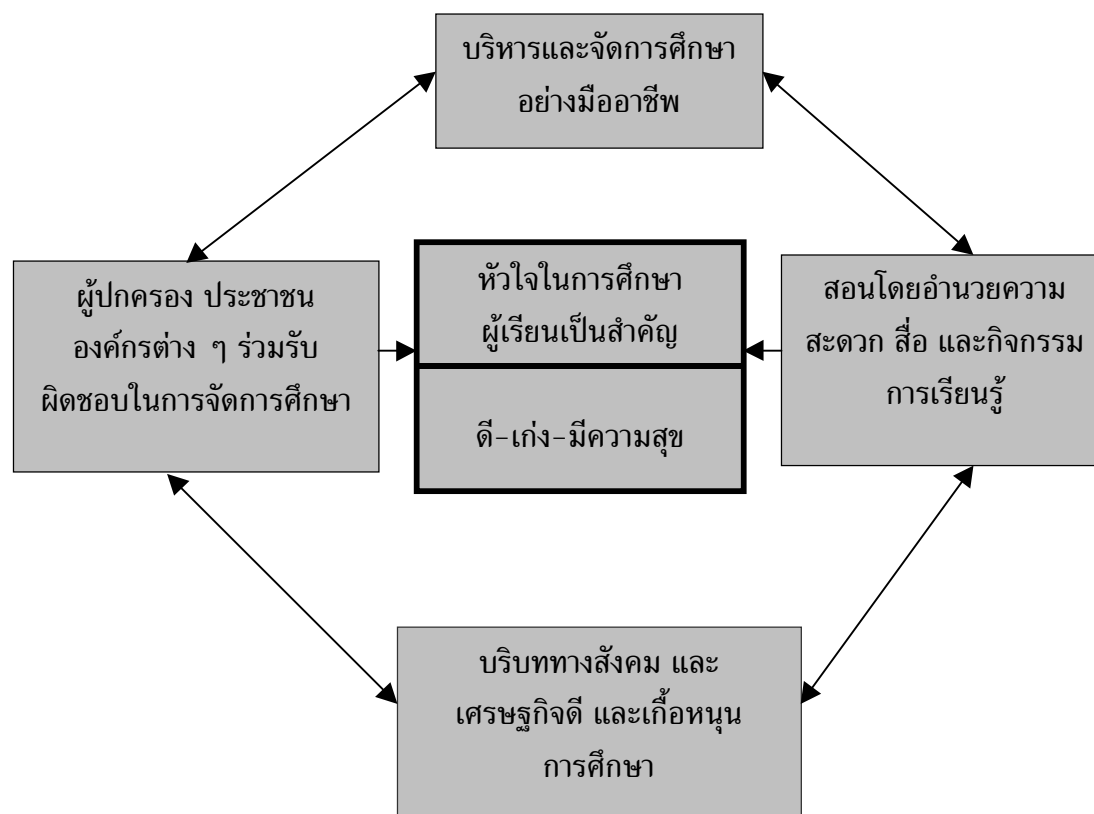 บริหารและจัดการศึกษา
อย่างมืออาชีพ
ผู้ปกครอง ประชาชน
องค์กรต่าง ๆ ร่วมรับ
ผิดชอบในการจัดการศึกษา
หัวใจในการศึกษา
ผู้เรียนเป็นสำคัญ
ดี-เก่ง-มีความสุข
สอนโดยอำนวยความ
สะดวก สื่อ และกิจกรรม
การเรียนรู้
บริบททางสังคม และ
เศรษฐกิจดี และเกื้อหนุน
การศึกษา